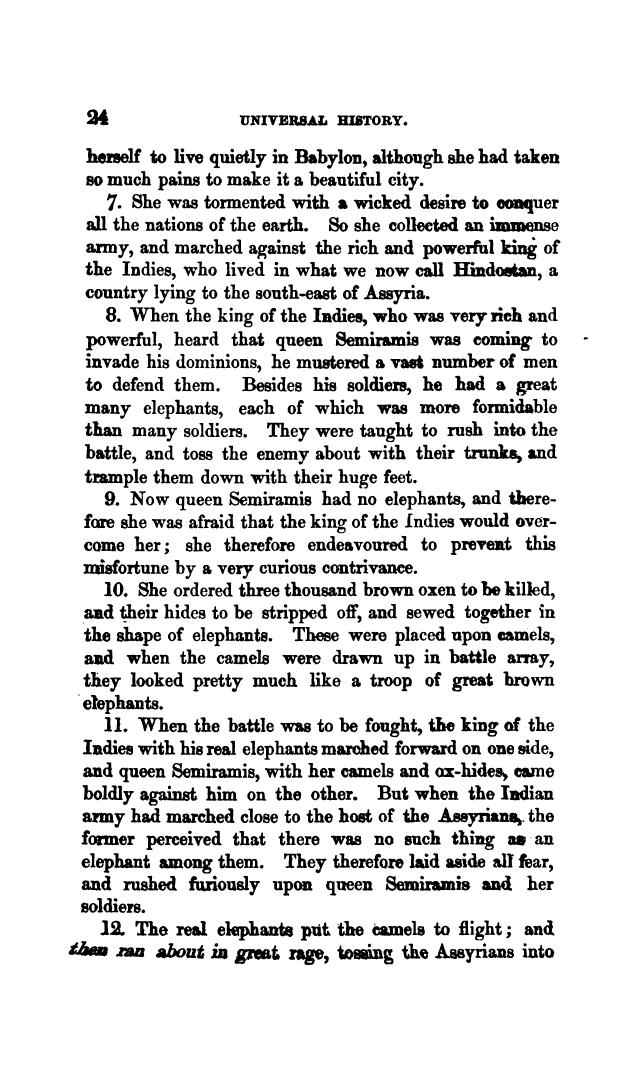 24
UNIVERSAL HISTORY.
herself to live quietly in Babylon, although she had taken
so much pains to make it a beautiful city.
7. She was tormented with a wicked desire to conquer
all the nations of the earth. So she collected an immense
army, and marched against the rich and powerful king of
the Indies, who lived in what we now call Hindostan, a
country lying to the south-east of Assyria.
8. When the king of the Indies, who was very rich and
powerful, heard that queen Semiramis was coming to
invade his dominions, he mustered a vast number of men
to defend them. Besides his soldiers, he had a great
many elephants, each of which was more formidable
than many soldiers. They were taught to rush into the
battle, and toss the enemy about with their trunks, and
trample them down with their huge feet.
9. Now queen Semiramis had no elephants, and there-
fore she was afraid that the king of the Indies would over-
come her; she therefore endeavoured to prevent this
misfortune by a very curious contrivance.
10. She ordered three thousand brown oxen to be killed,
and their hides to be stripped off, and sewed together in
the shape of elephants. These were placed upon camels,
and when the camels were drawn up in battle array,
they looked pretty much like a troop of great brown
elephants.
11. When the battle was to be fought, the king of the
Indies with his real elephants marched forward on one side,
and queen Semiramis, with her camels and ox-hides, came
boldly against him on the other. But when the Indian
army had marched close to the host of the Assyrians, the
former perceived that there was no such thing as an
elephant among them. They therefore laid aside all fear,
and rushed furiously upon queen Semiramis and her
soldiers.
12. The real elephants put the camels to flight; and
then ran about in great rage, tossing the Assyrians into